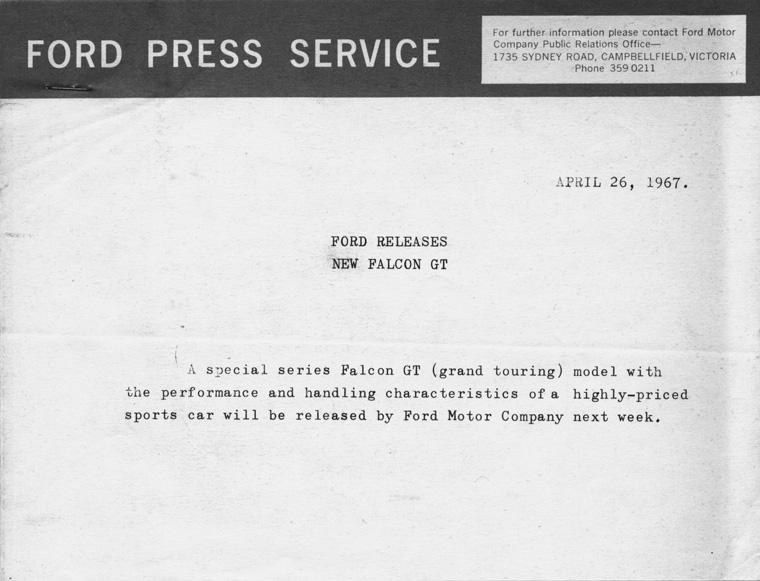 FORD PRESS SERVICE
For further information please contact Ford Motor
Company Public Relations Office—
1735 SYDNEY ROAD, CAMPBELLFIELD, VICTORIA
Phone 359 0211
APRIL 26, 1967.
FORD RELEASES
NEW FALCON GT
A special series Falcon GT (grand touring) model with
the performance and handling characteristics of a highly-priced
sports car will be released by Ford Motor Company next week.